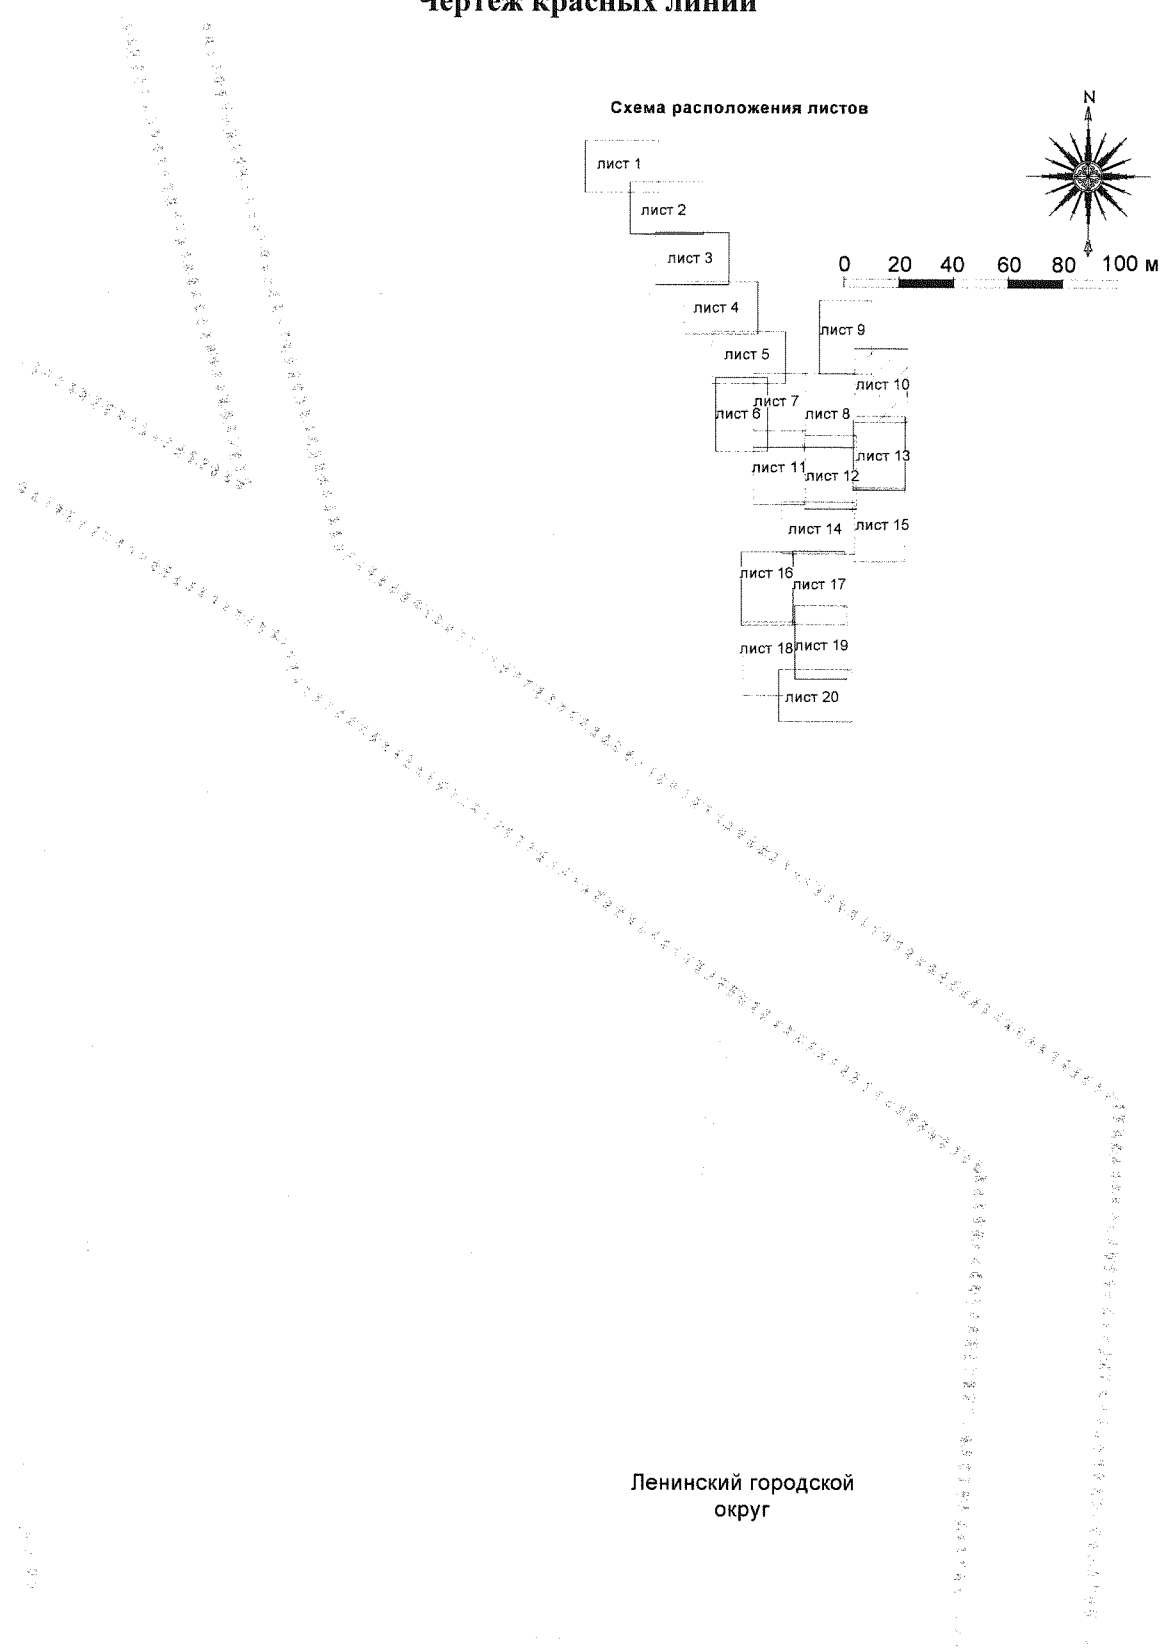 Чертеж красных линий
Схема расположения листов
N
лист 1
лист 2
лист 3
0 20 40 60 80 100 м
лист 4
лист 9
лист 5
лист 10
лист 7
лист 6
лист 8
лист 13
лист 11
лист 12
лист 15
лист 14
лист 16
лист 17
лист 18
лист 19
лист 20
Ленинский городской
округ